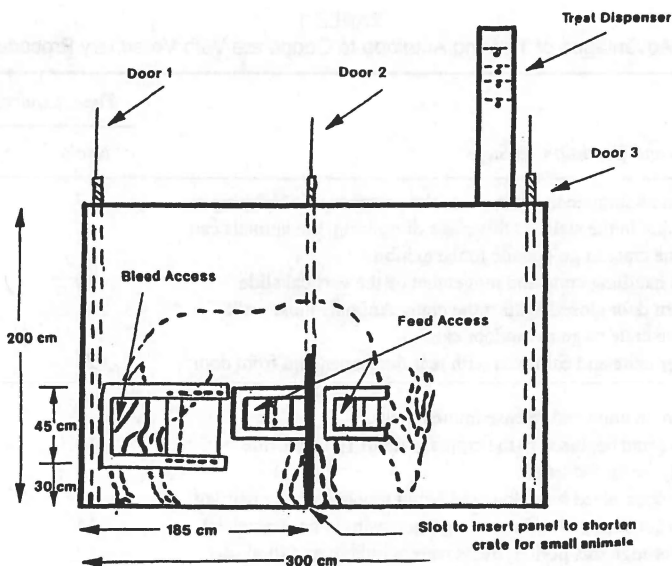 Treat Dispenser
Door 1
Door 2
Door 3
Bleed Access
Feed Access
200 cm
45 cm
30 cm
185 cm
300 cm
Slot to insert panel to shorten
crate for small animals